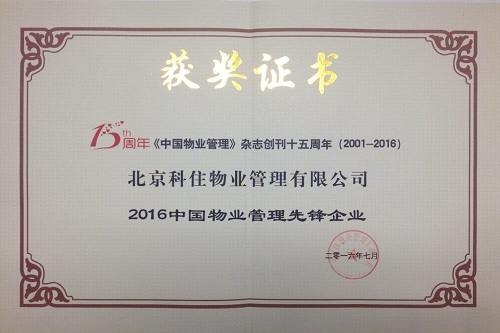 获奖证书
15th周年《中国物业管理》杂志创刊十五周年（2001-2016）
北京科住物业管理有限公司
2016中国物业管理先锋企业
二零一六年七月